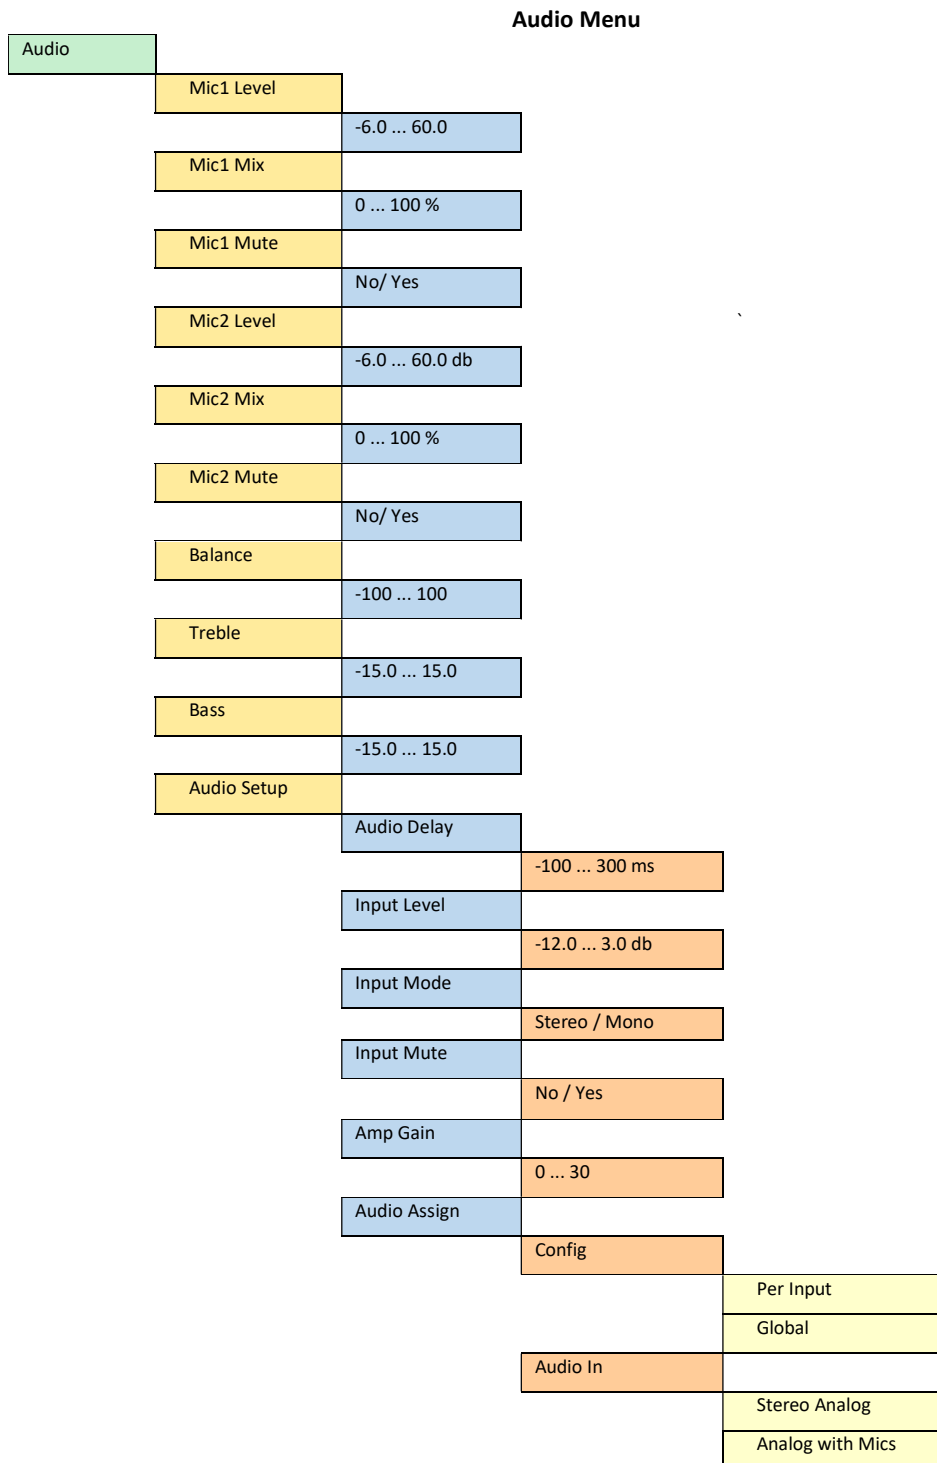 Audio Menu
Audio
Mic1 Level
-6.0 ... 60.0
Mic1 Mix
0 ... 100 %
Mic1 Mute
No/ Yes
Mic2 Level
`
-6.0 ... 60.0 db
Mic2 Mix
0 ... 100 %
Mic2 Mute
No/ Yes
Balance
-100 ... 100
Treble
-15.0 ... 15.0
Bass
-15.0 ... 15.0
Audio Setup
Audio Delay
-100 ... 300 ms
Input Level
-12.0 ... 3.0 db
Input Mode
Stereo / Mono
Input Mute
No / Yes
Amp Gain
0 ... 30
Audio Assign
Config
Per Input
Global
Audio In
Stereo Analog
Analog with Mics